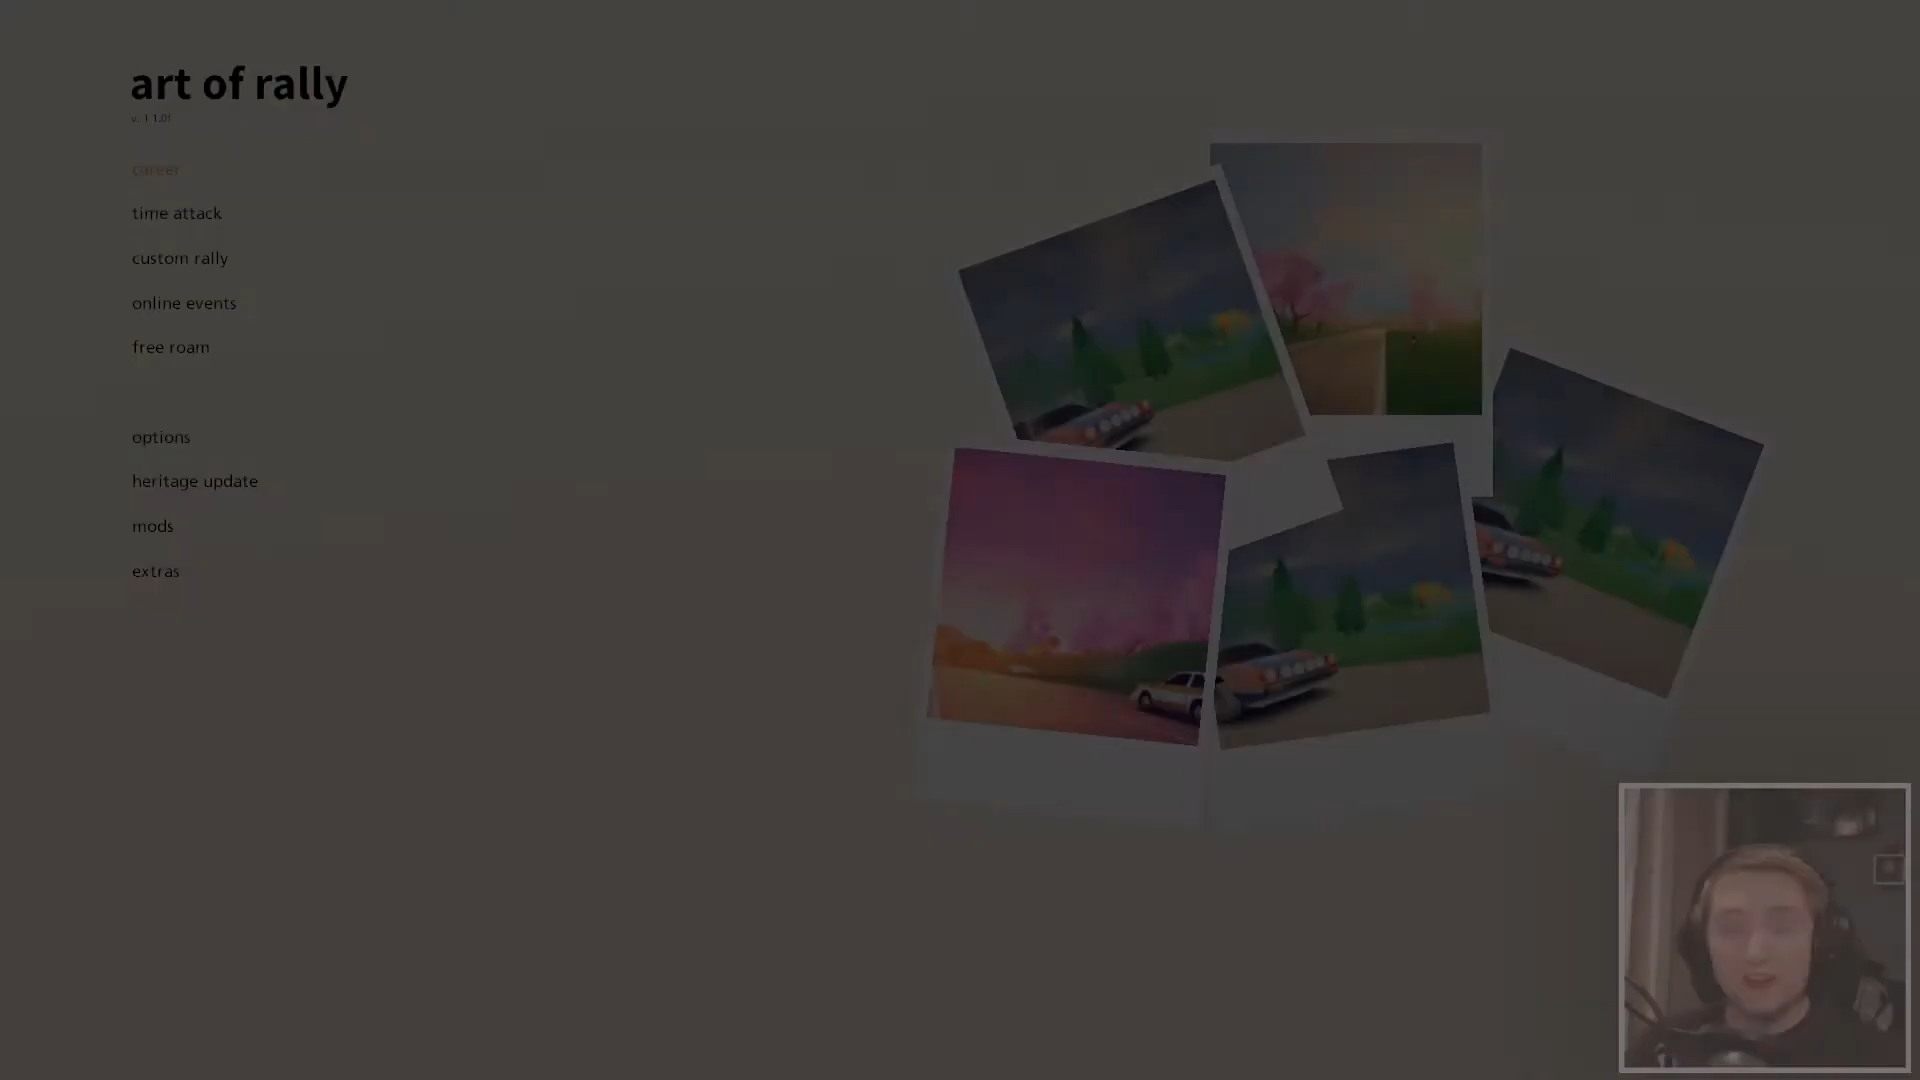 art of rally
career
time attack
custom rally
online events
free roam
options
heritage update
mods
extras